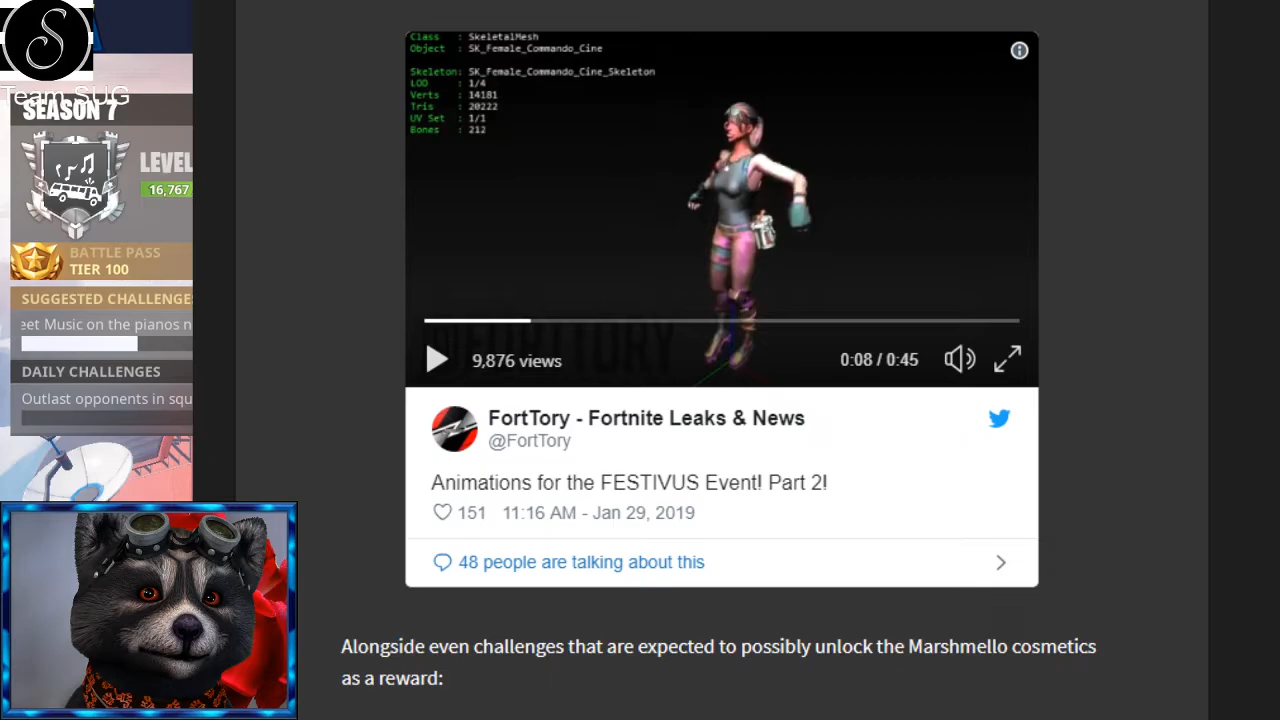 S
Team SUG
SEASON 7
LEVEL
16,767
BATTLE PASS
TIER 100
SUGGESTED CHALLENGE
eet Music on the pianos n
DAILY CHALLENGES
Outlast opponents in squ
Class : SkeletalMesh
Object : SK_Female_Commando_Cine
Skeleton: SK_Female_Commando_Cine_Skeleton
LOD : 1/4
Verts : 14181
Tris : 20222
UV Set : 1/1
Bones : 212
9,876 views
0:08 / 0:45
FortTory - Fortnite Leaks & News
@FortTory
Animations for the FESTIVUS Event! Part 2!
151 11:16 AM - Jan 29, 2019
48 people are talking about this
Alongside even challenges that are expected to possibly unlock the Marshmello cosmetics
as a reward: